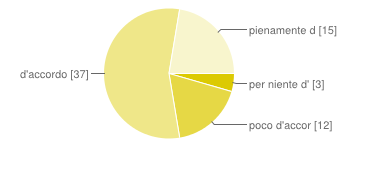 pienamente d [15]
d'accordo [37]
per niente d' [3]
poco d'accor [12]